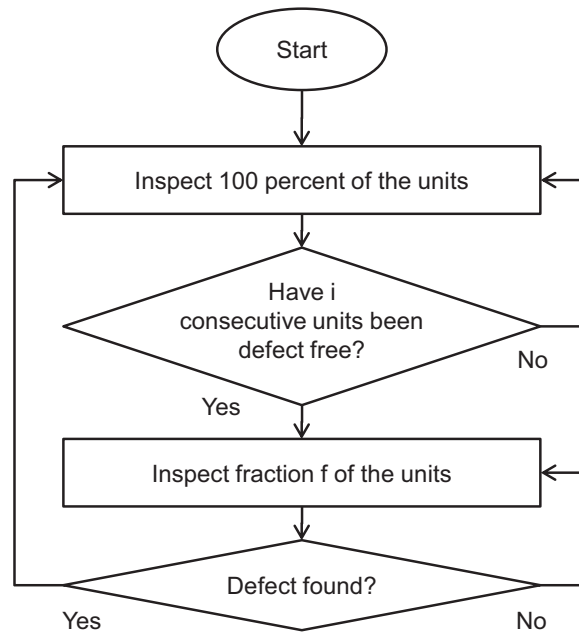 Start
Inspect 100 percent of the units
Have i
consecutive units been
defect free?
No
Yes
Inspect fraction f of the units
Defect found?
Yes
No